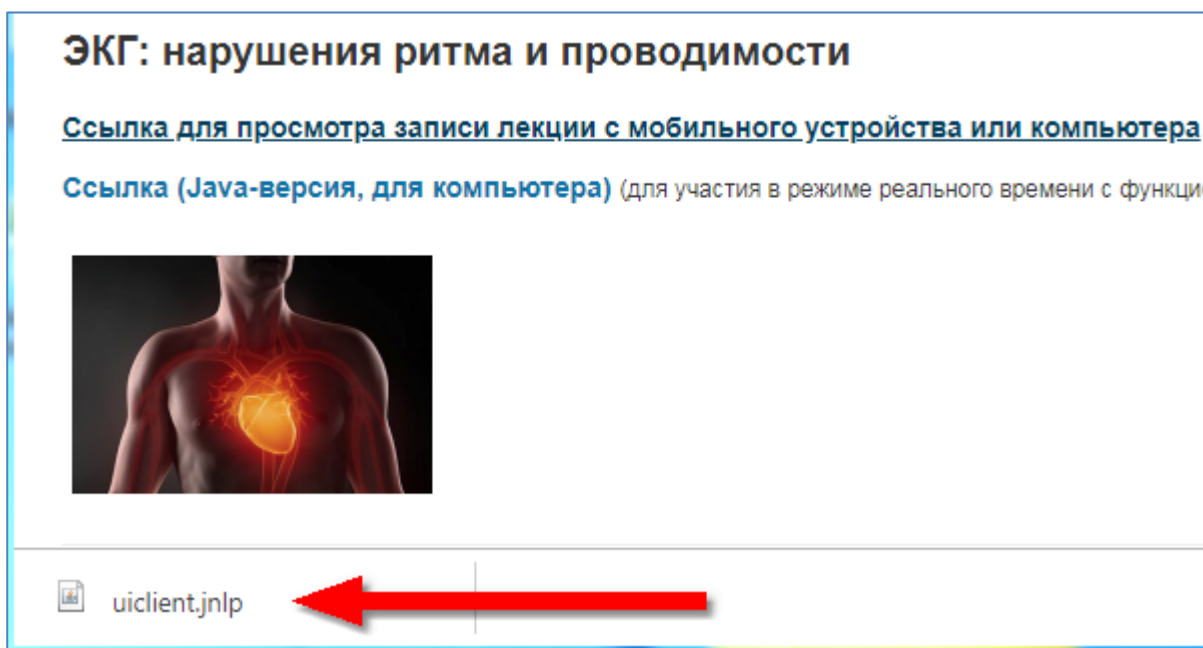 ЭКГ: нарушения ритма и проводимости
Ссылка для просмотра записи лекции с мобильного устройства или компьютера
Ссылка (Java-версия, для компьютера) (для участия в режиме реального времени с
uiclient.jnlp